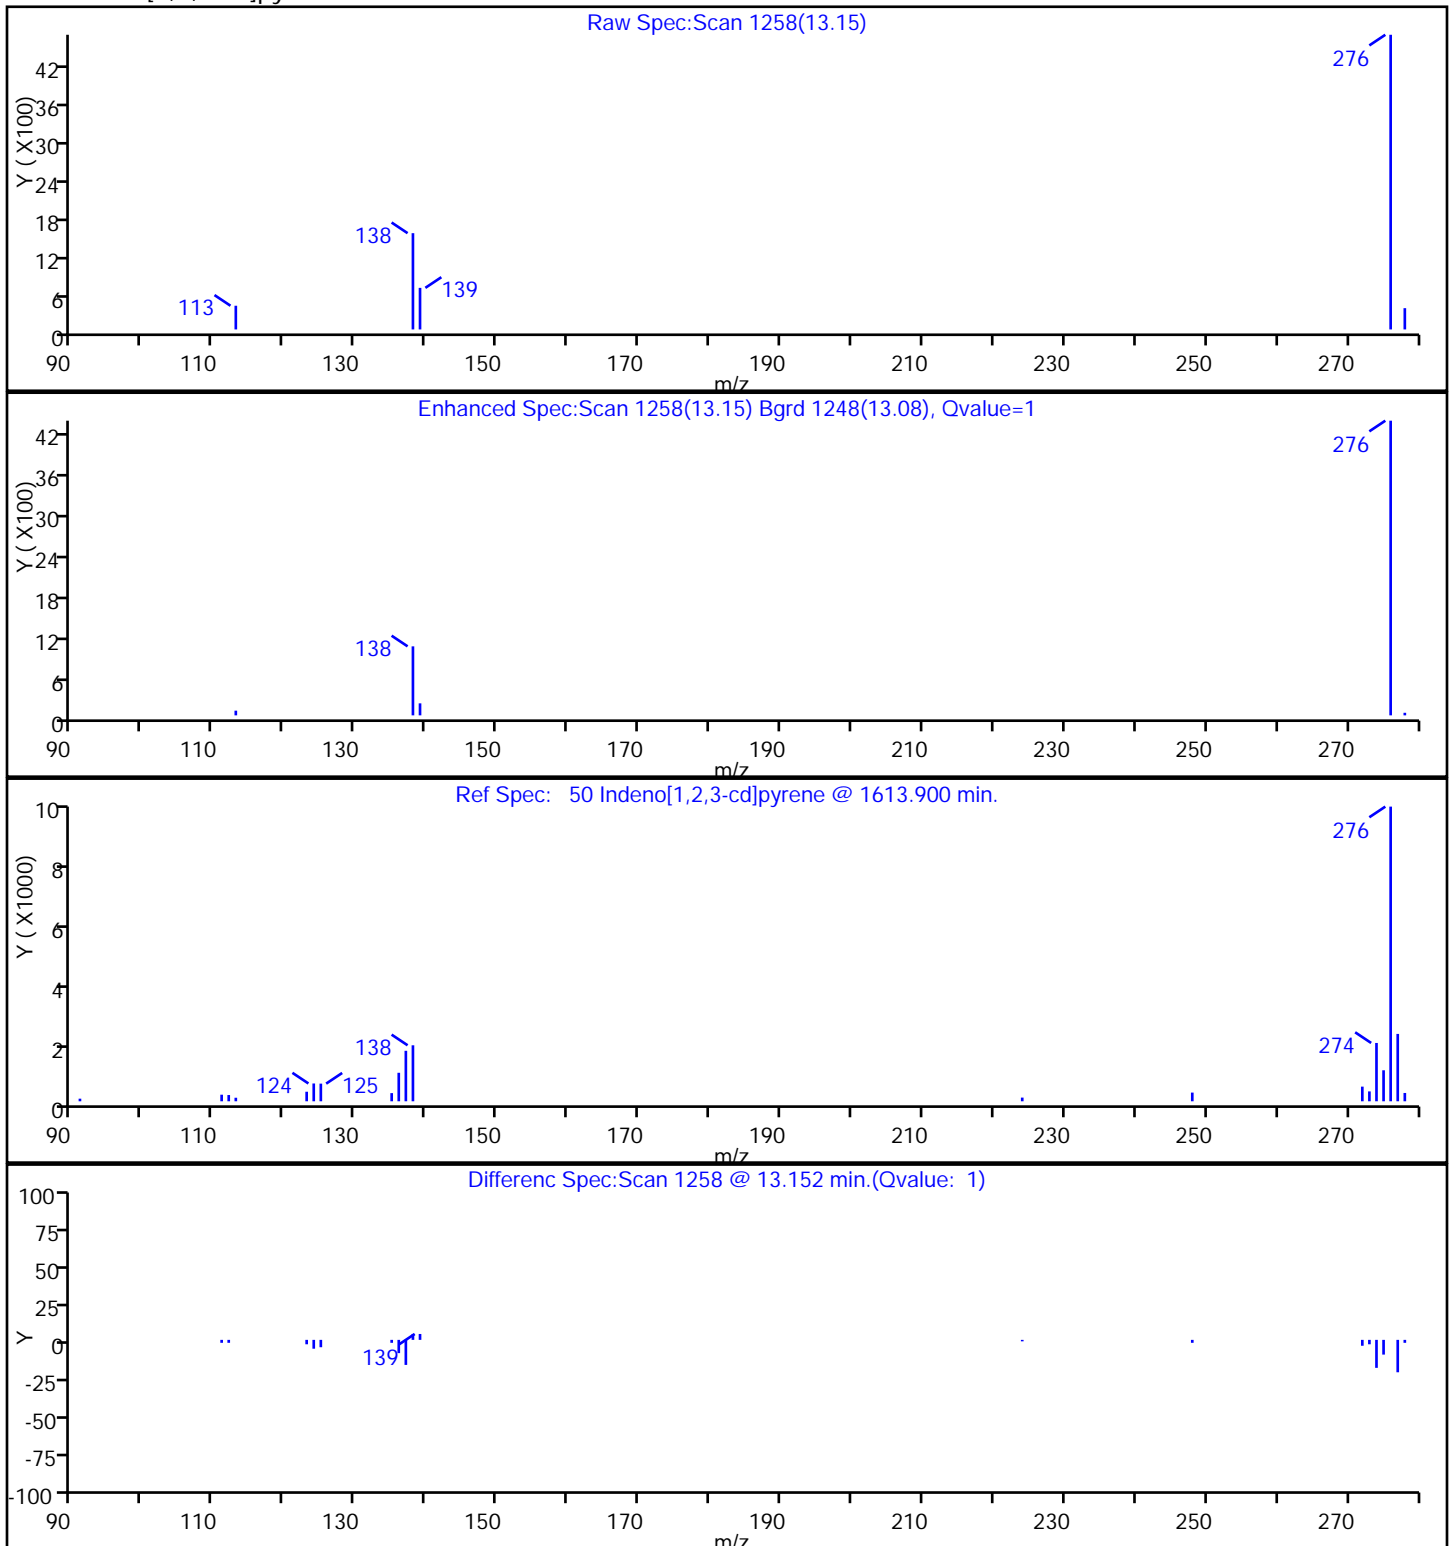 Raw Spec:Scan 1258(13.15)
Y ( X100)
42
36
30
24
18
12
6
0
276
138
139
113
90 110 130 150 170 190 210 230 250 270
m/z
Enhanced Spec:Scan 1258(13.15) Bgrd 1248(13.08), Qvalue=1
Y ( X100)
42
36
30
24
18
12
6
0
276
138
90 110 130 150 170 190 210 230 250 270
m/z
Ref Spec: 50 Indeno[1,2,3-cd]pyrene @ 1613.900 min.
Y ( X1000)
10
8
6
4
2
0
276
138
274
124 125
90 110 130 150 170 190 210 230 250 270
m/z
Differenc Spec:Scan 1258 @ 13.152 min.(Qvalue: 1)
Y
100
75
50
25
0
-25
-50
-75
-100
139
90 110 130 150 170 190 210 230 250 270
m/z